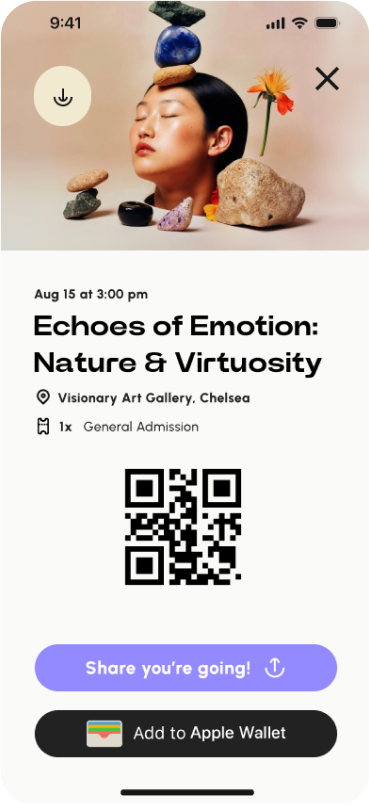 9:41
Aug 15 at 3:00 pm
Echoes of Emotion:
Nature & Virtuosity
Visionary Art Gallery, Chelsea
1x General Admission
Share you're going!
Add to Apple Wallet